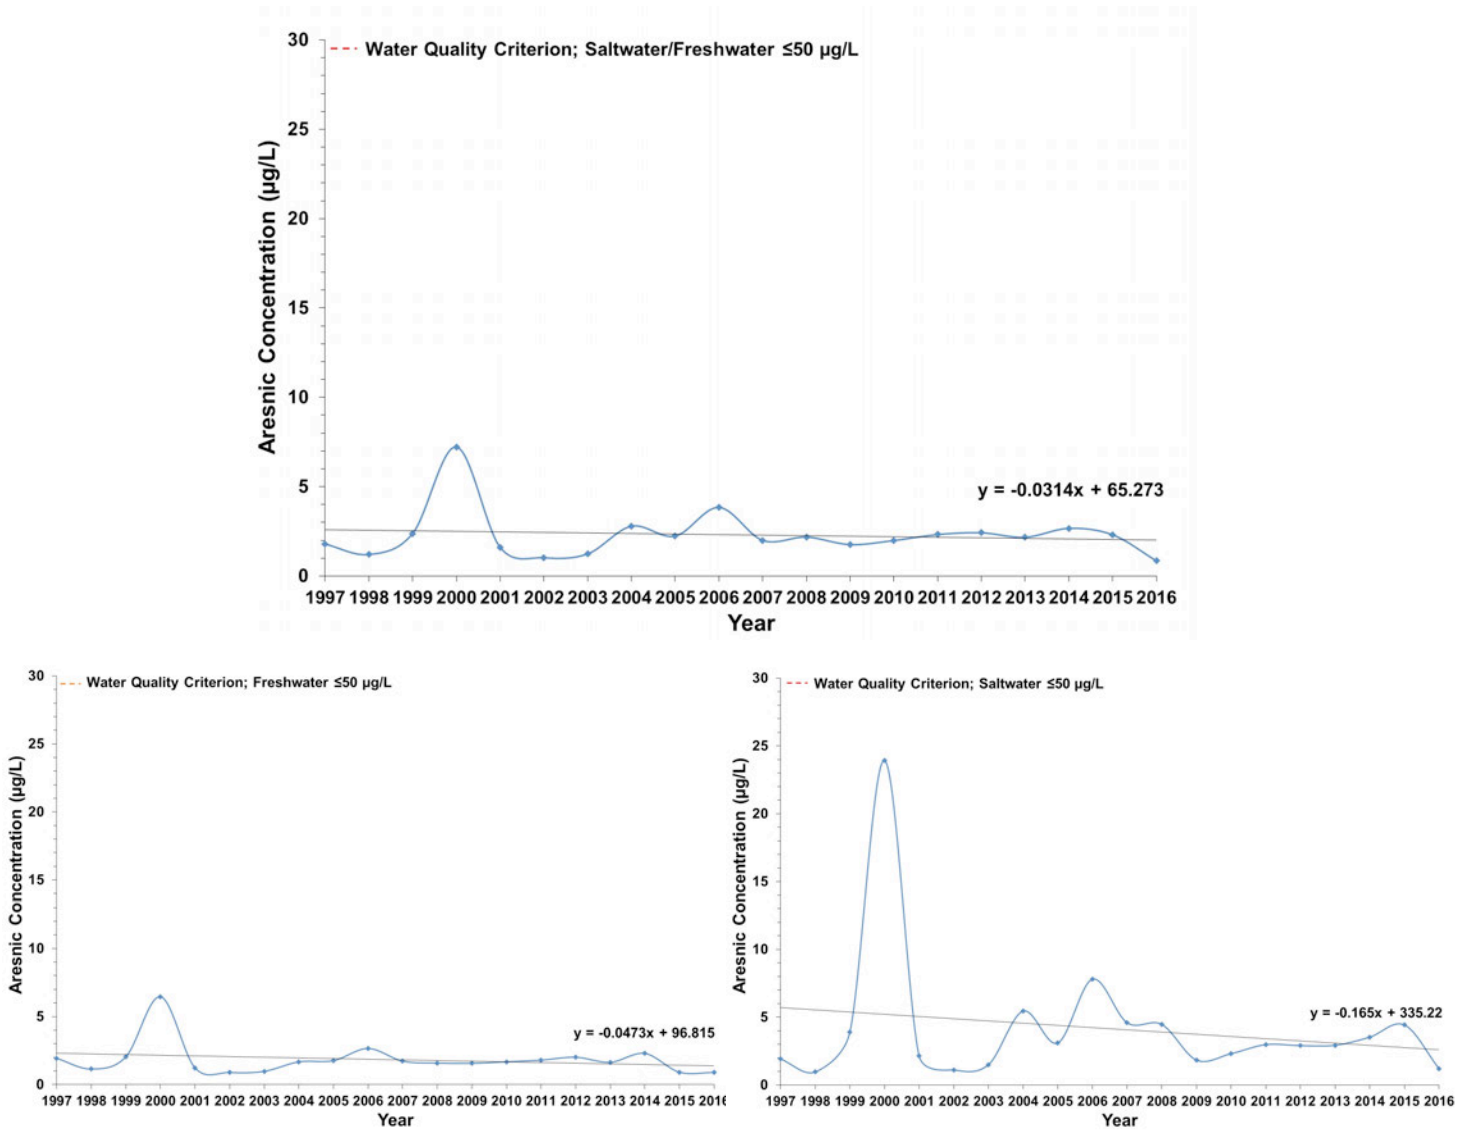 Water Quality Criterion; Saltwater/Freshwater ≤50 µg/L
Aresnic Concentration (µg/L)
30
25
20
15
10
5
0
y = -0.0314x + 65.273
1997 1998 1999 2000 2001 2002 2003 2004 2005 2006 2007 2008 2009 2010 2011 2012 2013 2014 2015 2016
Year
Water Quality Criterion; Freshwater ≤50 µg/L
Aresnic Concentration (µg/L)
30
25
20
15
10
5
0
y = -0.0473x + 96.815
1997 1998 1999 2000 2001 2002 2003 2004 2005 2006 2007 2008 2009 2010 2011 2012 2013 2014 2015 2016
Year
Water Quality Criterion; Saltwater ≤50 µg/L
Aresnic Concentration (µg/L)
30
25
20
15
10
5
0
y = -0.165x + 335.22
1997 1998 1999 2000 2001 2002 2003 2004 2005 2006 2007 2008 2009 2010 2011 2012 2013 2014 2015 2016
Year